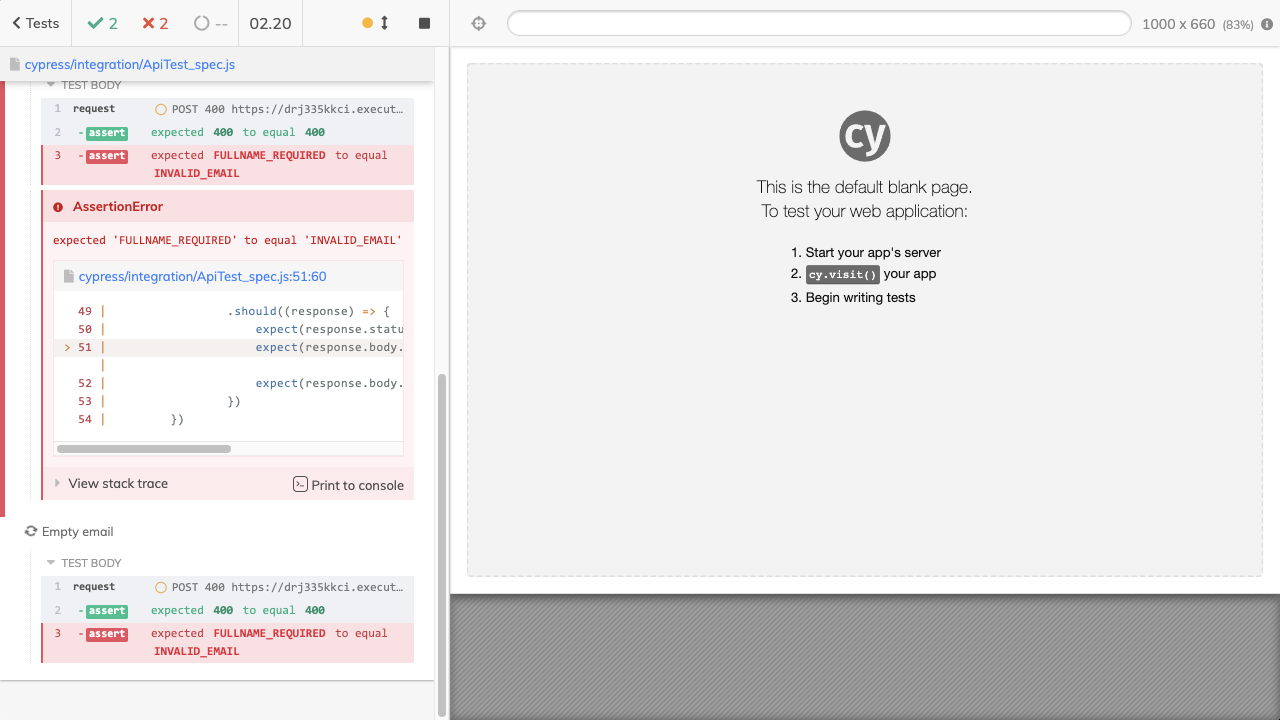 Tests
2
2
--
02.20
1000 x 660 (83%)
cypress/integration/ApiTest_spec.js
TEST BODY
1 request POST 400 https://drj335kkci.execut…
2 -assert expected 400 to equal 400
3 -assert expected FULLNAME_REQUIRED to equal
INVALID_EMAIL
AssertionError
expected 'FULLNAME_REQUIRED' to equal 'INVALID_EMAIL'
cypress/integration/ApiTest_spec.js:51:60
49 | .should((response) => {
50 | expect(response.statu
> 51 | expect(response.body.
|
52 | expect(response.body.
53 | })
54 | })
View stack trace
Print to console
Empty email
TEST BODY
1 request POST 400 https://drj335kkci.execut…
2 -assert expected 400 to equal 400
3 -assert expected FULLNAME_REQUIRED to equal
INVALID_EMAIL
cy
This is the default blank page.
To test your web application:
1. Start your app's server
2. cy.visit() your app
3. Begin writing tests